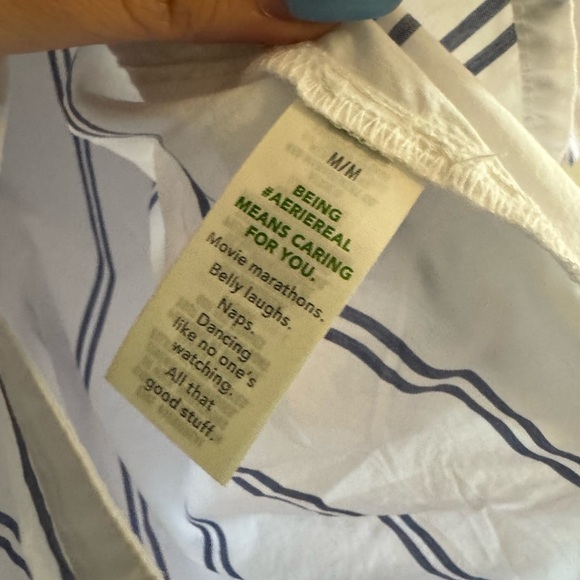 M/M
BEING
#AERIEREAL
MEANS CARING
FOR YOU.
Movie marathons.
Belly laughs.
Naps.
Dancing
like no one's
watching.
All that
good stuff.